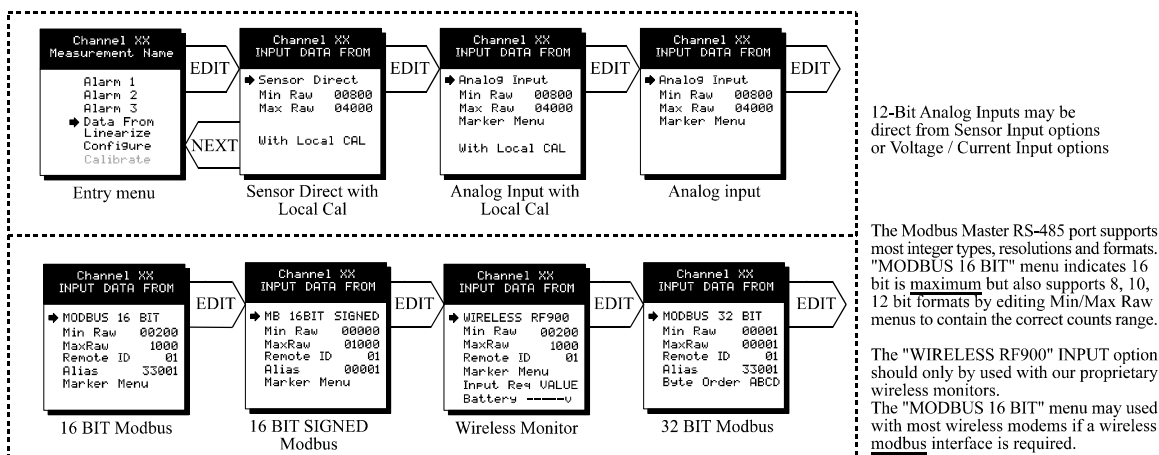 Channel XX
Measurement Name
Alarm 1
Alarm 2
Alarm 3
Data From
Linearize
Configure
Calibrate
Entry menu
EDIT
NEXT
Channel XX
INPUT DATA FROM
Sensor Direct
Min Raw 00800
Max Raw 04000
With Local CAL
Sensor Direct with
Local Cal
EDIT
Channel XX
INPUT DATA FROM
Analog Input
Min Raw 00800
Max Raw 04000
Marker Menu
With Local CAL
Analog Input with
Local Cal
EDIT
Channel XX
INPUT DATA FROM
Analog Input
Min Raw 00800
Max Raw 04000
Marker Menu
Analog input
EDIT
12-Bit Analog Inputs may be
direct from Sensor Input options
or Voltage / Current Input options
Channel XX
INPUT DATA FROM
MODBUS 16 BIT
Min Raw 00200
MaxRaw 1000
Remote ID 01
Alias 33001
Marker Menu
16 BIT Modbus
EDIT
Channel XX
INPUT DATA FROM
MB 16BIT SIGNED
Min Raw 00000
MaxRaw 01000
Remote ID 01
Alias 00001
Marker Menu
16 BIT SIGNED
Modbus
EDIT
Channel XX
INPUT DATA FROM
WIRELESS RF900
Min Raw 00200
MaxRaw 1000
Remote ID 01
Marker Menu
Input Req VALUE
Battery -----v
Wireless Monitor
EDIT
Channel XX
INPUT DATA FROM
MODBUS 32 BIT
Min Raw 00001
MaxRaw 00001
Remote ID 01
Alias 33001
Byte Order ABCD
32 BIT Modbus
EDIT
The Modbus Master RS-485 port supports
most integer types, resolutions and formats.
"MODBUS 16 BIT" menu indicates 16
bit is maximum but also supports 8, 10,
12 bit formats by editing Min/Max Raw
menus to contain the correct counts range.
The "WIRELESS RF900" INPUT option
should only by used with our proprietary
wireless monitors.
The "MODBUS 16 BIT" menu may used
with most wireless modems if a wireless
modbus interface is required.